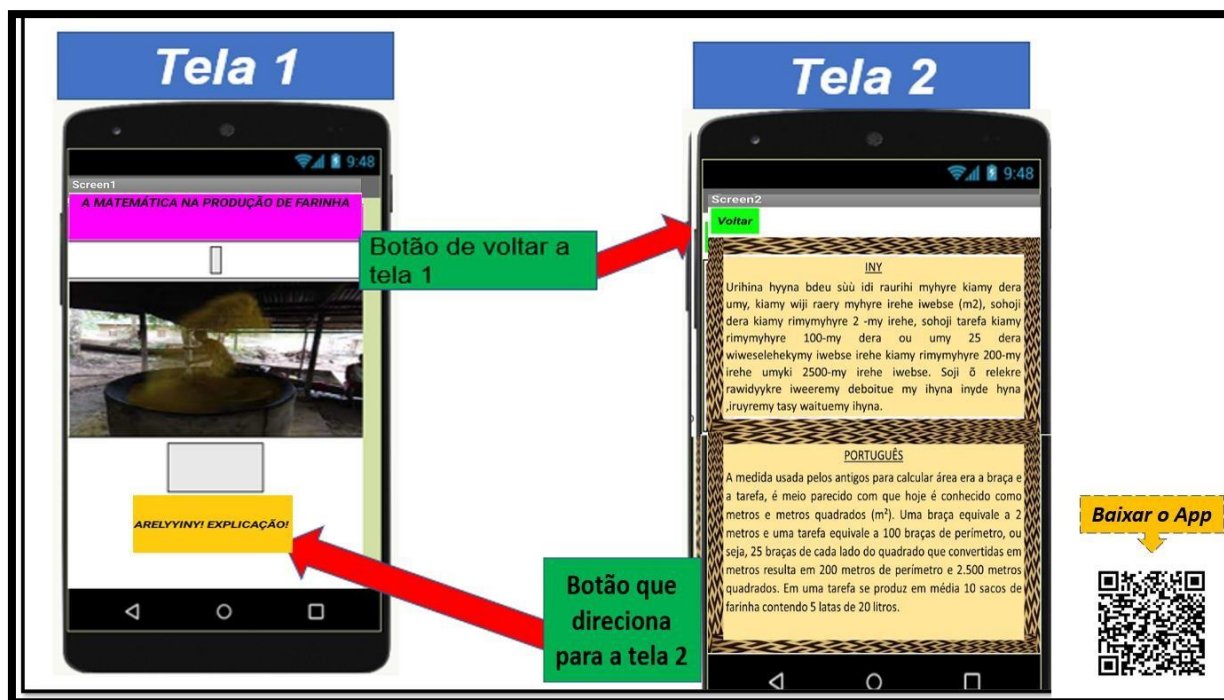 Tela 1
9:48
Screen1
A MATEMÁTICA NA PRODUÇÃO DE FARINHA
ARELYYINY! EXPLICAÇÃO!
Botão de voltar a
tela 1
Botão que
direciona
para a tela 2
Tela 2
9:48
Screen2
Voltar
INY
Urihina hyyna bdeu sùù idi raurihi myhyre kiamy dera
umy, kiamy wiji raery myhyre irehe iwebse (m2), sohoji
dera kiamy rimymyhyre 2 -my irehe, sohoji tarefa kiamy
rimymyhyre 100-my dera ou umy 25 dera
wiweselehekymy iwebse irehe kiamy rimymyhyre 200-my
irehe umyki 2500-my irehe iwebse. Soji õ relekre
rawidyykre iweeremy deboitue my ihyna inyde hyna
,iruyremy tasy waituemy ihyna.
PORTUGUÊS
A medida usada pelos antigos para calcular área era a braça e
a tarefa, é meio parecido com que hoje é conhecido como
metros e metros quadrados (m²). Uma braça equivale a 2
metros e uma tarefa equivale a 100 braças de perímetro, ou
seja, 25 braças de cada lado do quadrado que convertidas em
metros resulta em 200 metros de perímetro e 2.500 metros
quadrados. Em uma tarefa se produz em média 10 sacos de
farinha contendo 5 latas de 20 litros.
Baixar o App